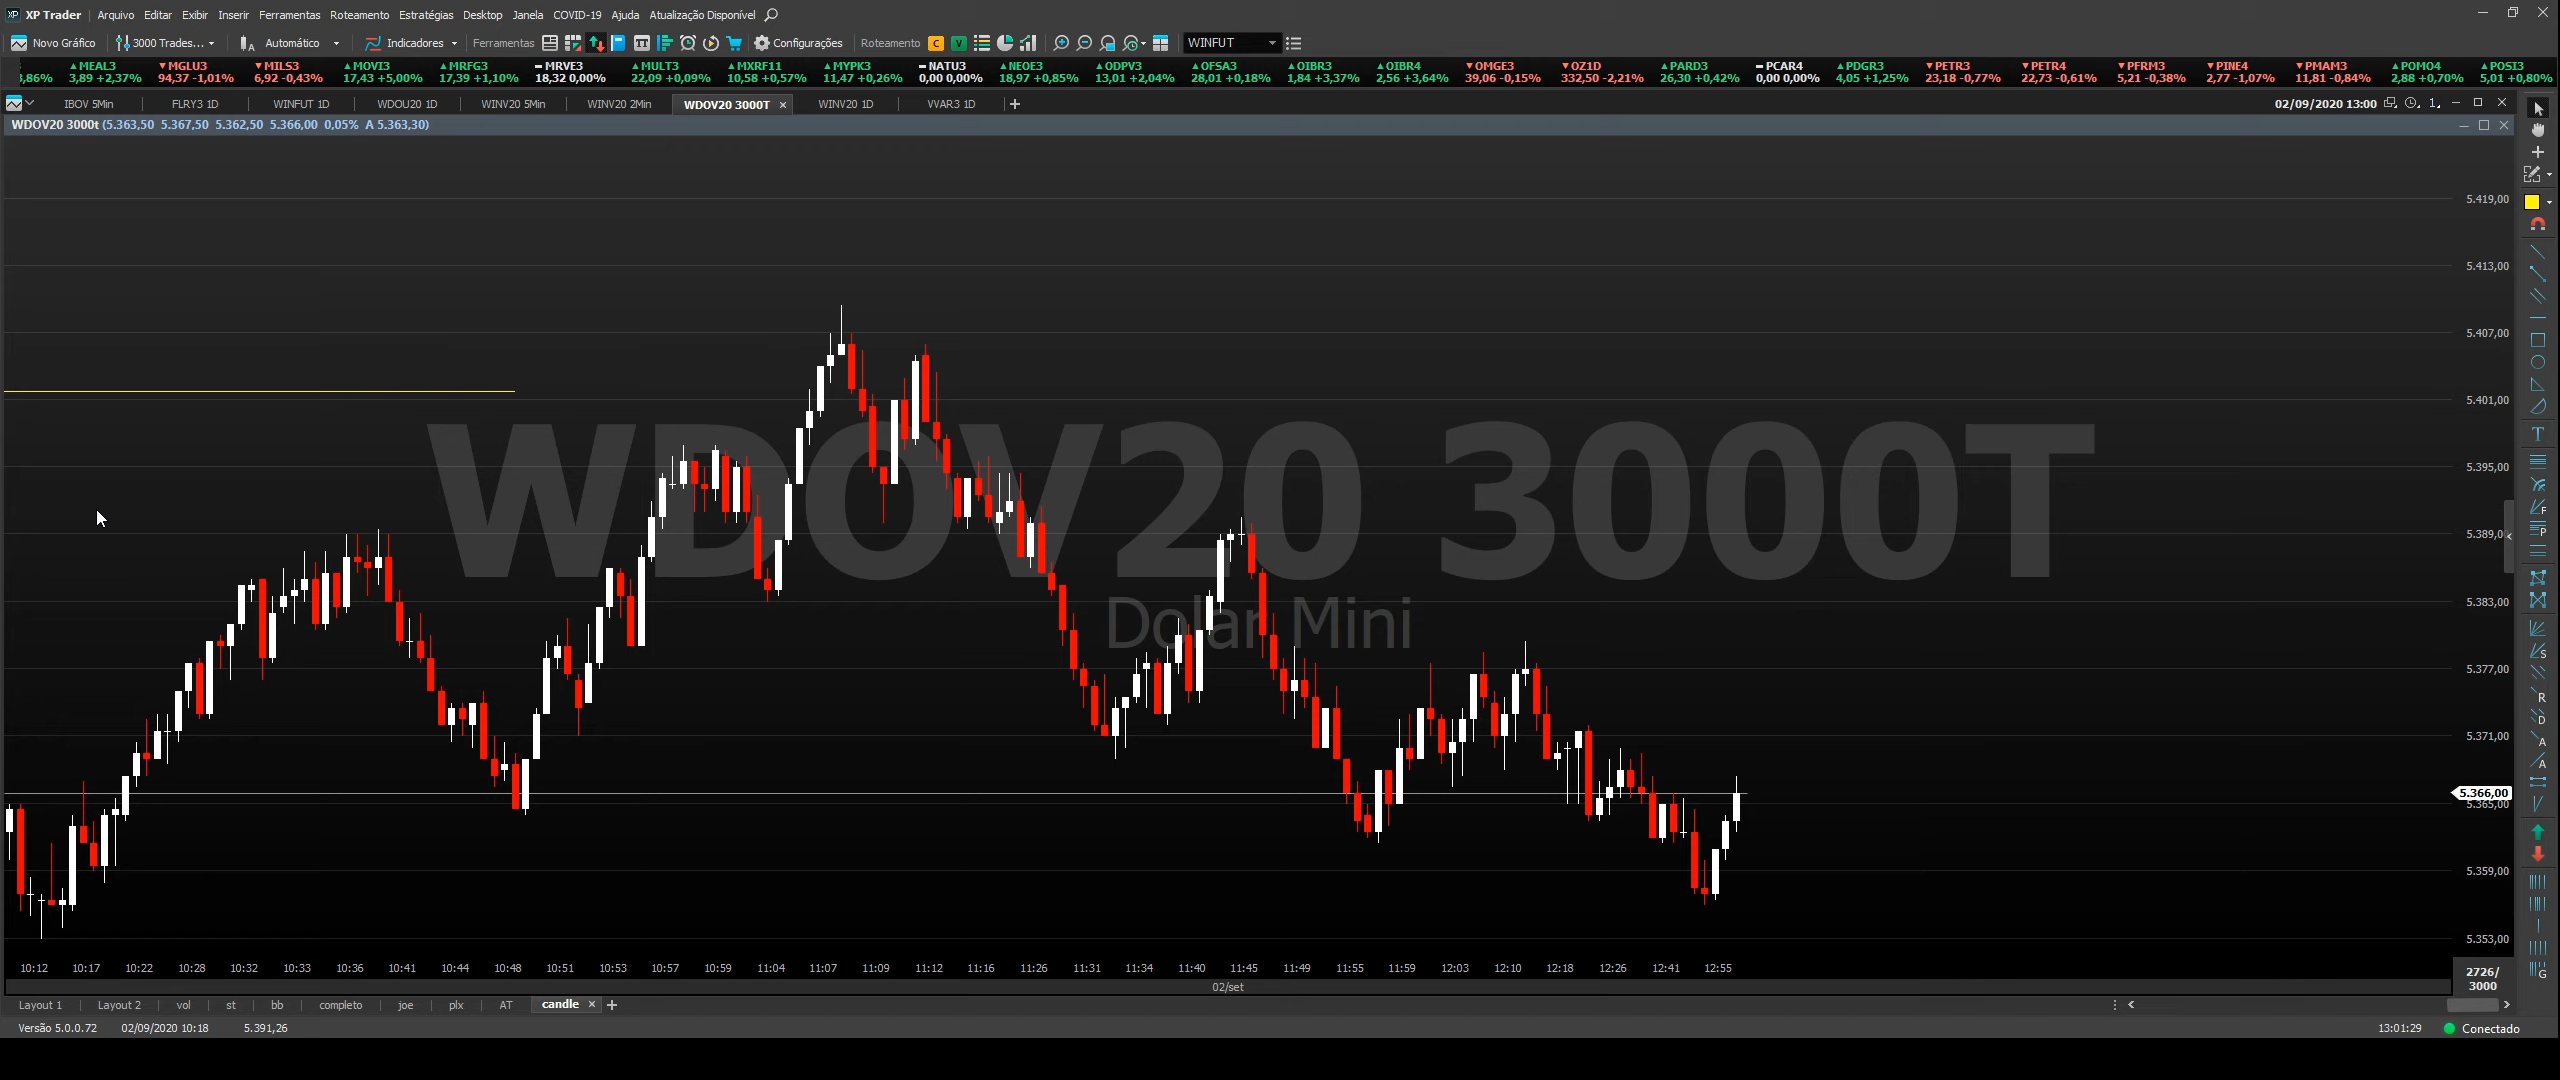 XP Trader Arquivo Editar Exibir Inserir Ferramentas Roteamento Estratégias Desktop Janela COVID-19 Ajuda Atualização Disponível
Novo Gráfico 3000 Trades... Automático Indicadores Ferramentas Configurações Roteamento C V WINFUT
MEAL3 MGLU3 MILS3 MOVI3 MRFG3 MRVE3 MULT3 MXRF11 MYPK3 NATU3 NEOE3 ODPV3 OFSA3 OIBR3 OIBR4 OMGE3 OZ1D PARD3 PCAR4 PDGR3 PETR3 PETR4 PFRM3 PINE4 PMAM3 POMO4 POSI3
3,86% 3,89 +2,37% 94,37 -1,01% 6,92 -0,43% 17,43 +5,00% 17,39 +1,10% 18,32 0,00% 22,09 +0,09% 10,58 +0,57% 11,47 +0,26% 0,00 0,00% 18,97 +0,85% 13,01 +2,04% 28,01 +0,18% 1,84 +3,37% 2,56 +3,64% 39,06 -0,15% 332,50 -2,21% 26,30 +0,42% 0,00 0,00% 4,05 +1,25% 23,18 -0,77% 22,73 -0,61% 5,21 -0,38% 2,77 -1,07% 11,81 -0,84% 2,88 +0,70% 5,01 +0,80%
IBOV 5Min FLRY3 1D WINFUT 1D WDOU20 1D WINV20 5Min WINV20 2Min WDOV20 3000T WINV20 1D VVAR3 1D 02/09/2020 13:00 1
WDOV20 3000t (5.363,50 5.367,50 5.362,50 5.366,00 0,05% A 5.363,30)
5.419,00
5.413,00
5.407,00
5.401,00
5.395,00
5.389,0
5.383,00
5.377,00
5.371,00
5.366,00
5.365,00
5.359,00
5.353,00
WDOV20 3000T
Dolar Mini
10:12 10:17 10:22 10:28 10:32 10:33 10:36 10:41 10:44 10:48 10:51 10:53 10:57 10:59 11:04 11:07 11:09 11:12 11:16 11:26 11:31 11:34 11:40 11:45 11:49 11:55 11:59 12:03 12:10 12:18 12:26 12:41 12:55
2726/
3000
02/set
Layout 1 Layout 2 vol st bb completo joe plx AT candle
Versão 5.0.0.72 02/09/2020 10:18 5.391,26 13:01:29 Conectado
T
F
P
S
R
D
A
A
G